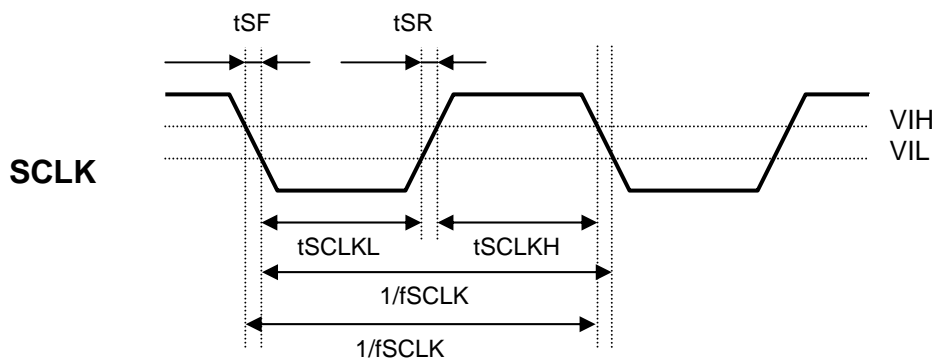 tSF
tSR
VIH
VIL
SCLK
tSCLKL
tSCLKH
1/fSCLK
1/fSCLK